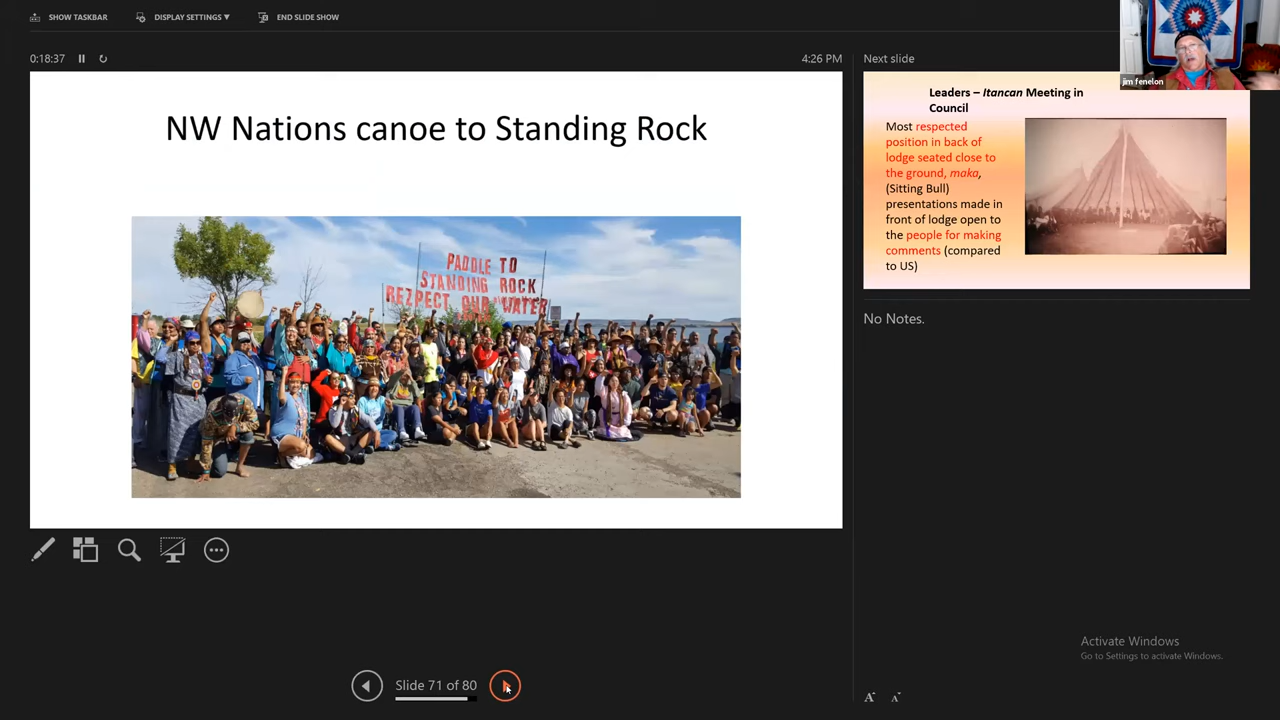 SHOW TASKBAR
DISPLAY SETTINGS ▼
END SLIDE SHOW
0:18:37
4:26 PM
NW Nations canoe to Standing Rock
PADDLE TO
STANDING ROCK
REZPECT OUR WATER
Next slide
jim fenelon
Leaders – Itancan Meeting in
Council
Most respected
position in back of
lodge seated close to
the ground, maka,
(Sitting Bull)
presentations made in
front of lodge open to
the people for making
comments (compared
to US)
No Notes.
Activate Windows
Go to Settings to activate Windows.
Slide 71 of 80
A A